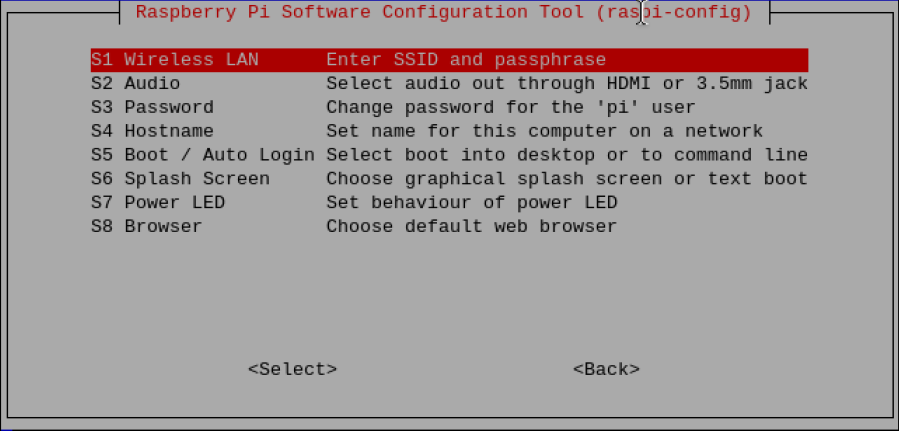 Raspberry Pi Software Configuration Tool (raspi-config)
S1 Wireless LAN       Enter SSID and passphrase
S2 Audio              Select audio out through HDMI or 3.5mm jack
S3 Password           Change password for the 'pi' user
S4 Hostname           Set name for this computer on a network
S5 Boot / Auto Login Select boot into desktop or to command line
S6 Splash Screen      Choose graphical splash screen or text boot
S7 Power LED          Set behaviour of power LED
S8 Browser            Choose default web browser
<Select>                     <Back>